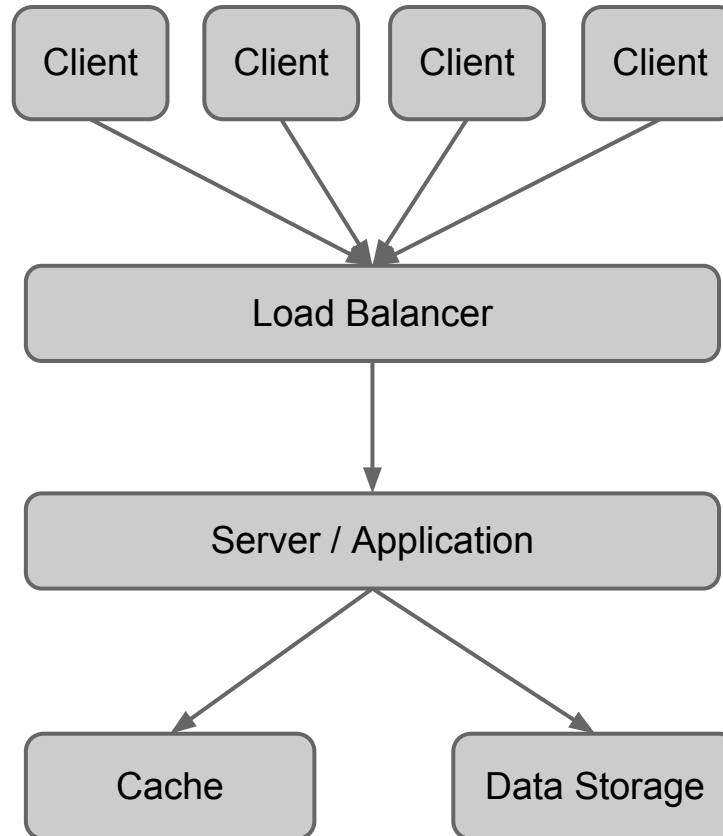 Client
Client
Client
Client
Load Balancer
Server / Application
Cache
Data Storage